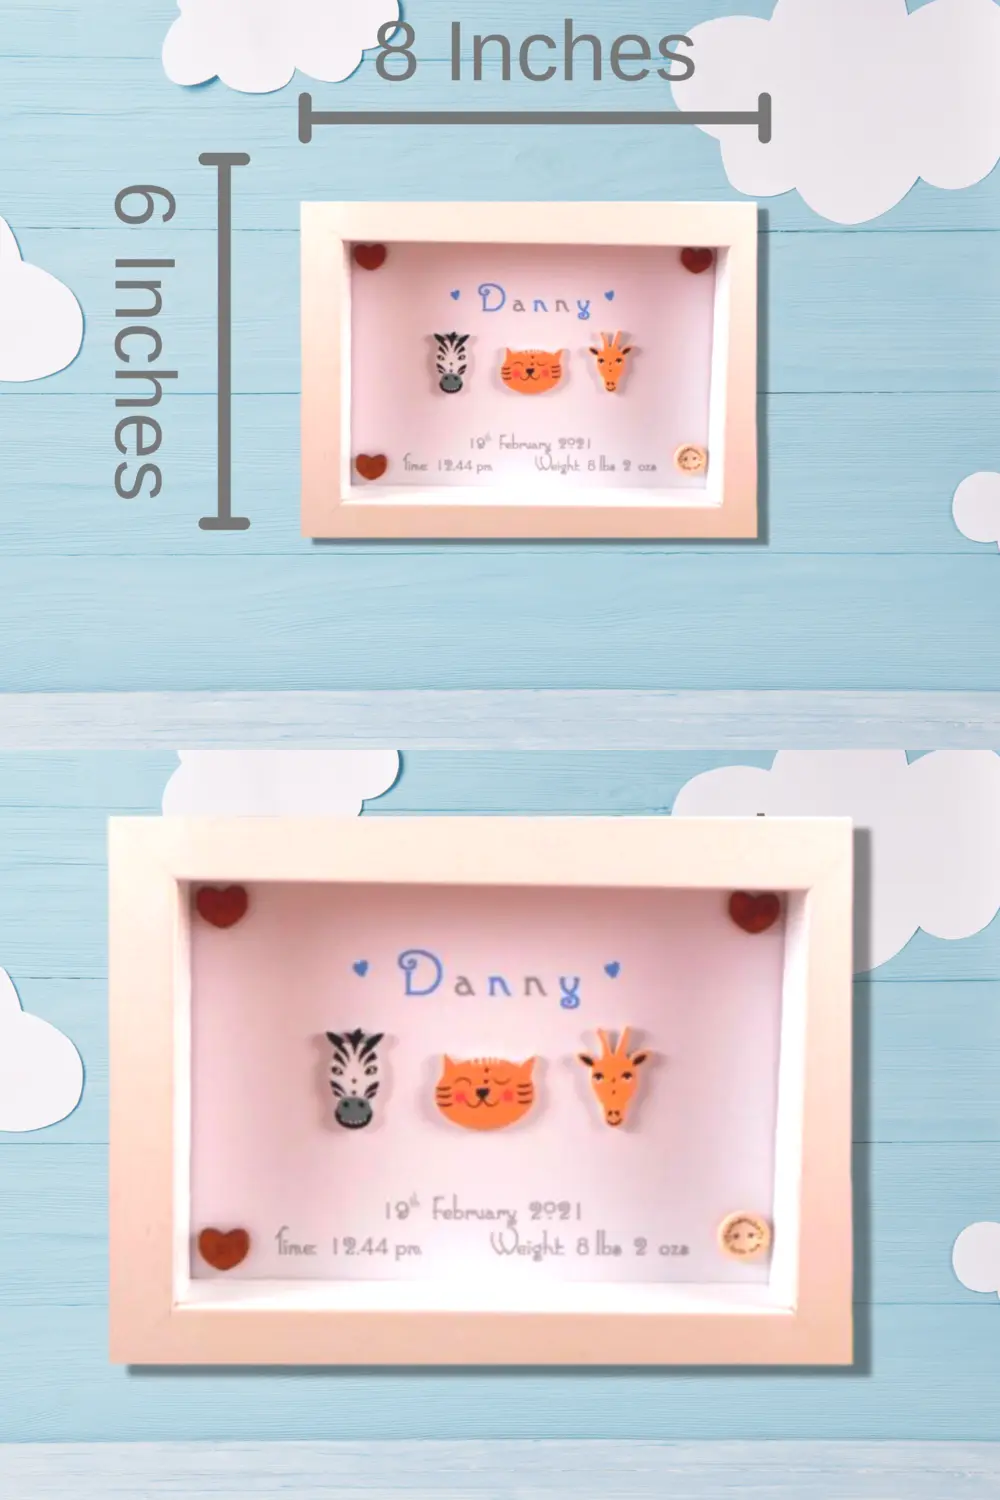 8 Inches
6 Inches
Danny
19th February 2021
Time: 12.44 pm Weight: 8 lbs 2 ozs
Danny
19th February 2021
Time: 12.44 pm Weight: 8 lbs 2 ozs